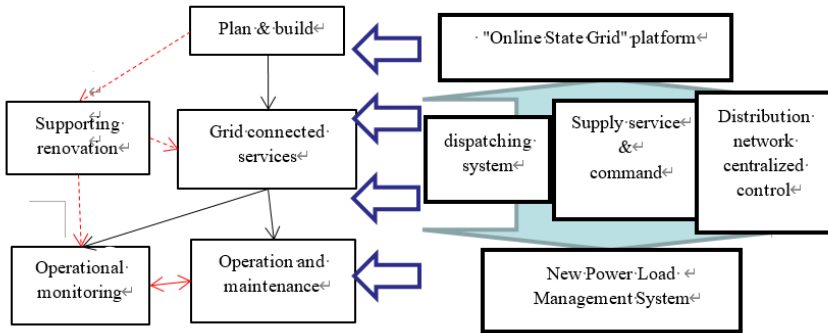 Plan & build
"Online State Grid" platform
Supporting
renovation
Grid connected
services
dispatching
system
Supply service
&
command
Distribution
network
centralized
control
Operational
monitoring
Operation and
maintenance
New Power Load
Management System